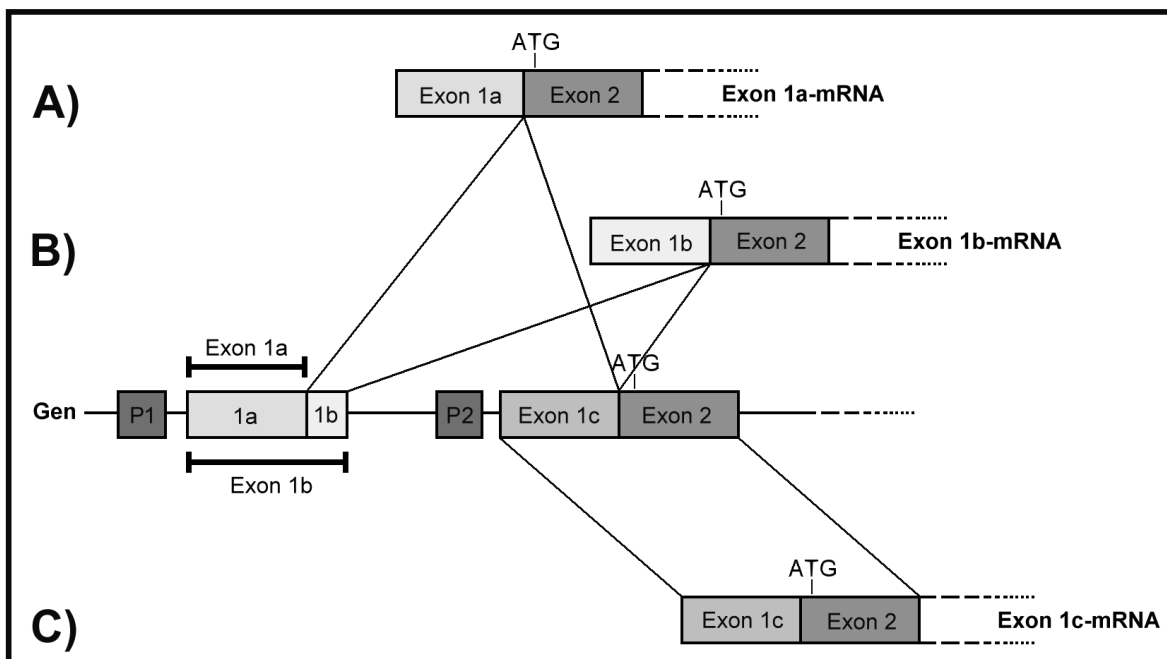 ATG
A)
Exon 1a
Exon 2
Exon 1a-mRNA
ATG
B)
Exon 1b
Exon 2
Exon 1b-mRNA
Exon 1a
ATG
Gen
P1
1a
1b
P2
Exon 1c
Exon 2
Exon 1b
ATG
C)
Exon 1c
Exon 2
Exon 1c-mRNA